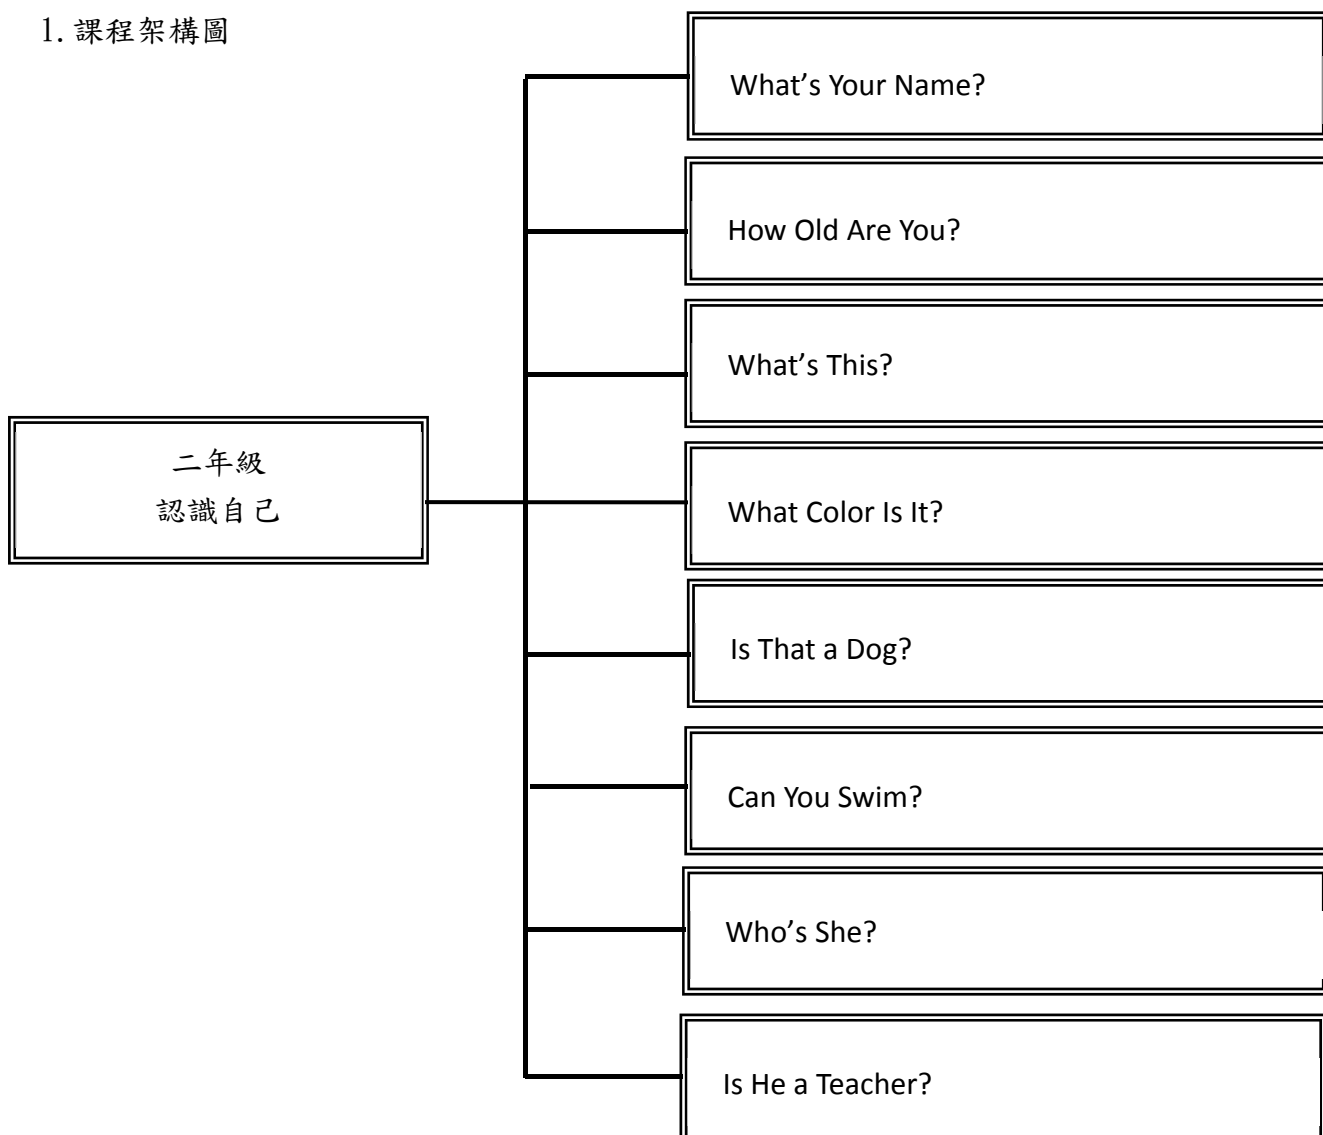 1. 課程架構圖
What’s Your Name?
How Old Are You?
What’s This?
二年級
認識自己
What Color Is It?
Is That a Dog?
Can You Swim?
Who’s She?
Is He a Teacher?